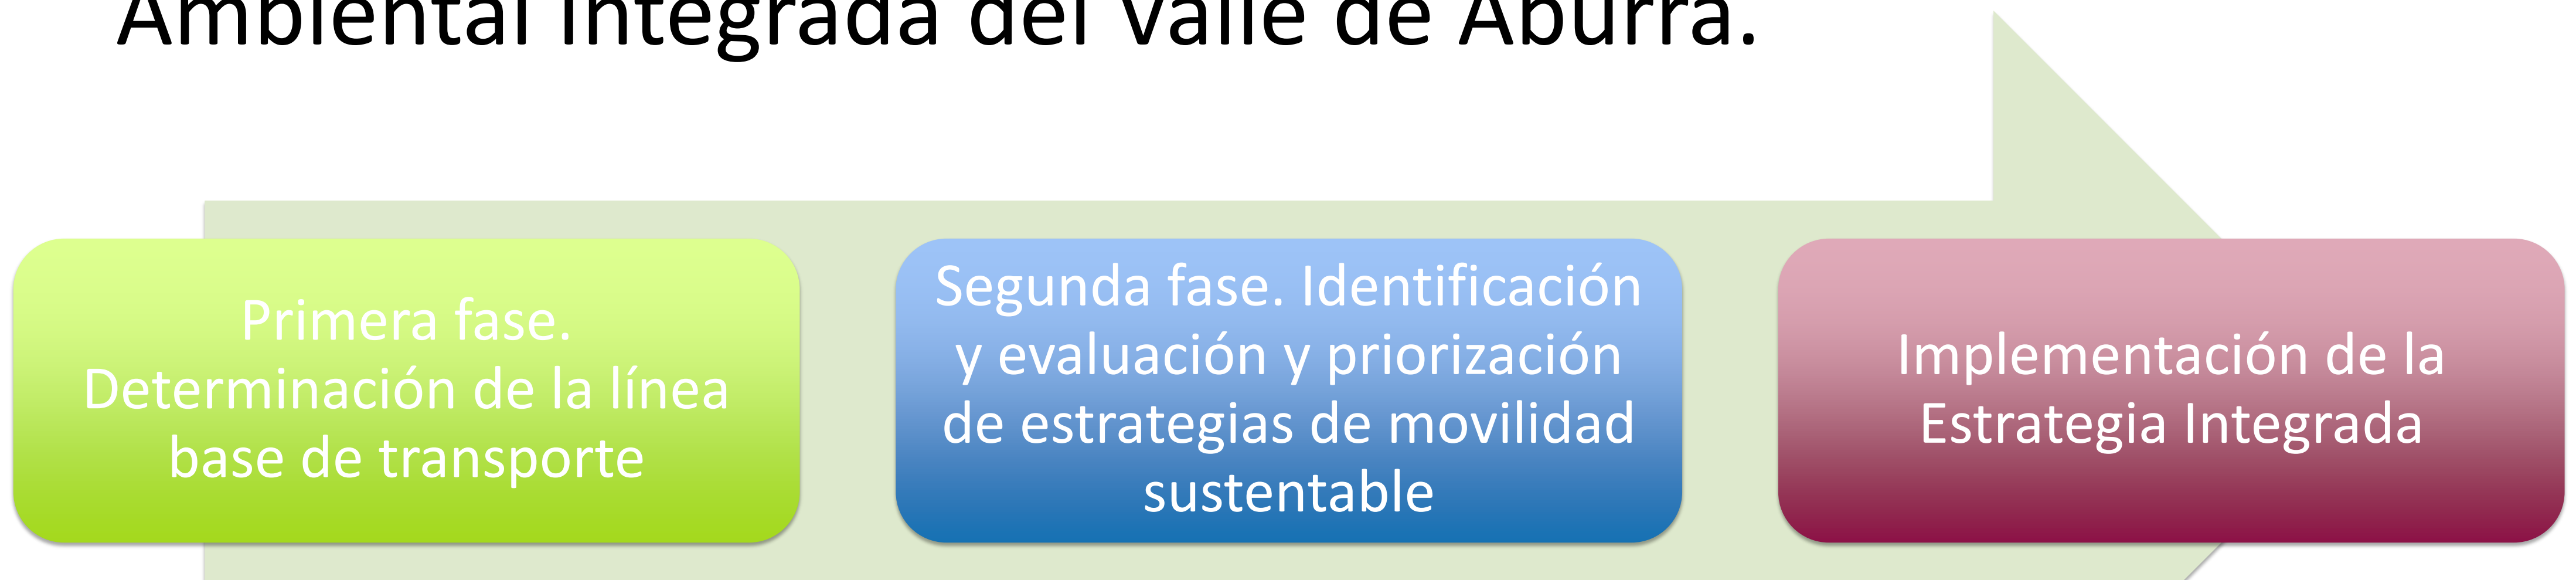 Ambiental Integrada del Valle de Aburrá.
Primera fase.
Determinación de la línea
base de transporte
Segunda fase. Identificación
y evaluación y priorización
de estrategias de movilidad
sustentable
Implementación de la
Estrategia Integrada